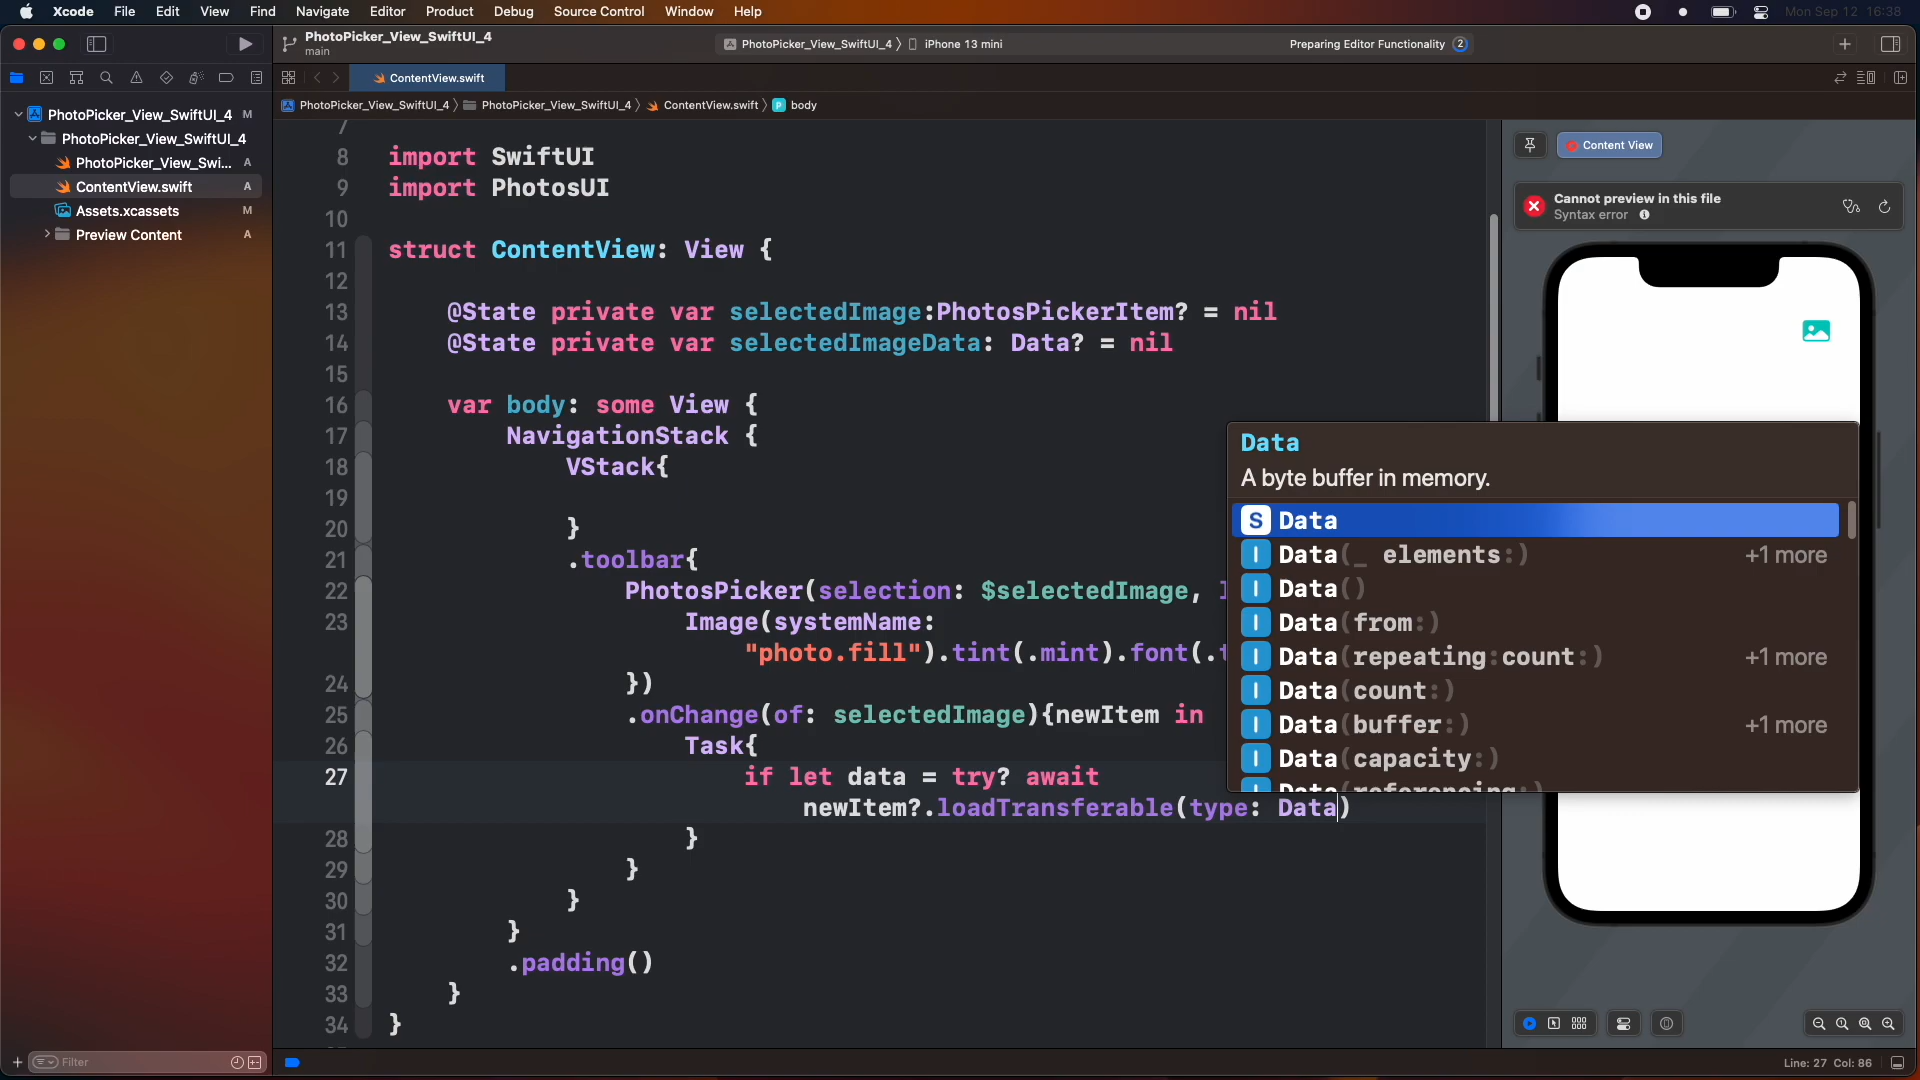 Xcode File Edit View Find Navigate Editor Product Debug Source Control Window Help Mon Sep 12 16:38
PhotoPicker_View_SwiftUI_4
main
PhotoPicker_View_SwiftUI_4 〉 iPhone 13 mini
Preparing Editor Functionality 2
ContentView.swift
PhotoPicker_View_SwiftUI_4 〉 PhotoPicker_View_SwiftUI_4 〉 ContentView.swift 〉 P body
PhotoPicker_View_SwiftUI_4 M
PhotoPicker_View_SwiftUI_4
PhotoPicker_View_Swi... A
ContentView.swift A
Assets.xcassets M
Preview Content A
Filter
7
8 import SwiftUI
9 import PhotosUI
10
11 struct ContentView: View {
12
13 @State private var selectedImage:PhotosPickerItem? = nil
14 @State private var selectedImageData: Data? = nil
15
16 var body: some View {
17 NavigationStack {
18 VStack{
19
20 }
21 .toolbar{
22 PhotosPicker(selection: $selectedImage,
23 Image(systemName:
"photo.fill").tint(.mint).font(.t
24 })
25 .onChange(of: selectedImage){newItem in
26 Task{
27 if let data = try? await
newItem?.loadTransferable(type: Data)
28 }
29 }
30 }
31 }
32 .padding()
33 }
34 }
Data
A byte buffer in memory.
S Data
I Data(_ elements:) +1 more
I Data()
I Data(from:)
I Data(repeating:count:) +1 more
I Data(count:)
I Data(buffer:) +1 more
I Data(capacity:)
I Data(referencing:)
Content View
Cannot preview in this file
Syntax error
Line: 27 Col: 86